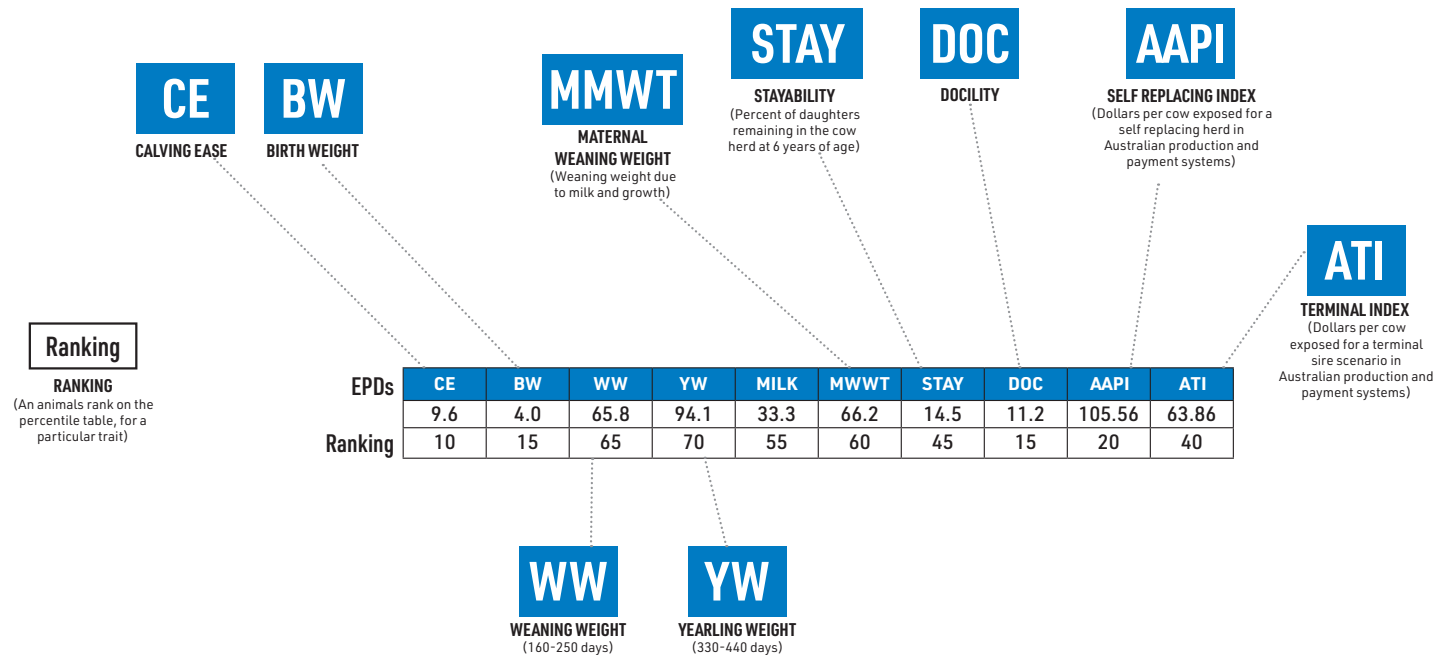 CE
CALVING EASE
BW
BIRTH WEIGHT
MMWT
MATERNAL
WEANING WEIGHT
(Weaning weight due
to milk and growth)
STAY
STAYABILITY
(Percent of daughters
remaining in the cow
herd at 6 years of age)
DOC
DOCILITY
AAPI
SELF REPLACING INDEX
(Dollars per cow exposed for a
self replacing herd in
Australian production and
payment systems)
ATI
TERMINAL INDEX
(Dollars per cow
exposed for a terminal
sire scenario in
Australian production and
payment systems)
Ranking
RANKING
(An animals rank on the
percentile table, for a
particular trait)
EPDs CE BW WW YW MILK MWWT STAY DOC AAPI ATI
9.6 4.0 65.8 94.1 33.3 66.2 14.5 11.2 105.56 63.86
Ranking 10 15 65 70 55 60 45 15 20 40
WW
WEANING WEIGHT
(160-250 days)
YW
YEARLING WEIGHT
(330-440 days)